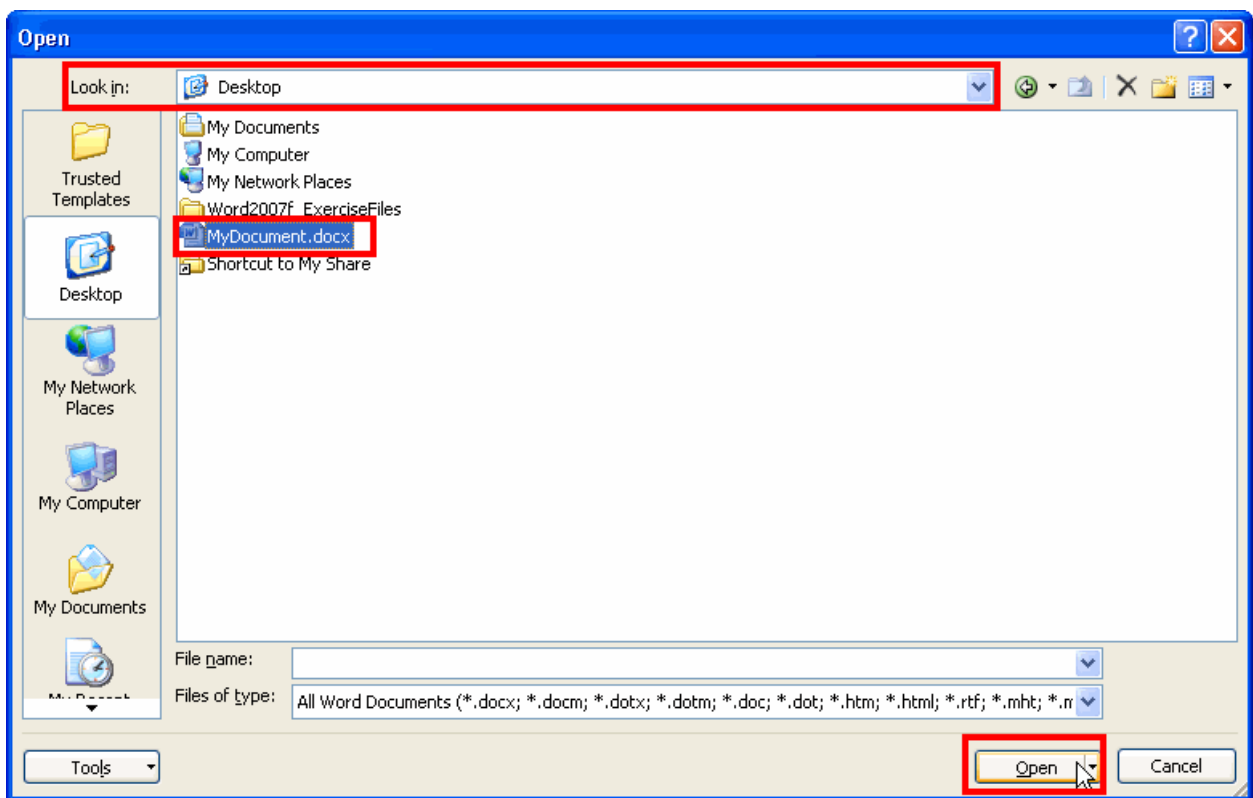 Open
Look in: Desktop
My Documents
My Computer
My Network Places
Word2007f_ExerciseFiles
MyDocument.docx
Shortcut to My Share
Trusted
Templates
Desktop
My Network
Places
My Computer
My Documents
File name:
Files of type: All Word Documents (*.docx; *.docm; *.dotx; *.dotm; *.doc; *.dot; *.htm; *.html; *.rtf; *.mht; *.m
Tools
Open
Cancel